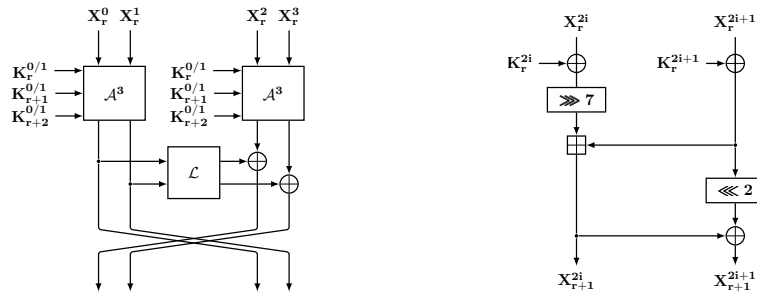 X_r^0 X_r^1 X_r^2 X_r^3
K_r^{0/1} K_r^{0/1}
K_{r+1}^{0/1} 𝒜^3 K_{r+1}^{0/1} 𝒜^3
K_{r+2}^{0/1} K_{r+2}^{0/1}
ℒ
X_r^{2i} X_r^{2i+1}
K_r^{2i} K_r^{2i+1}
⋙ 7
⋘ 2
X_{r+1}^{2i} X_{r+1}^{2i+1}